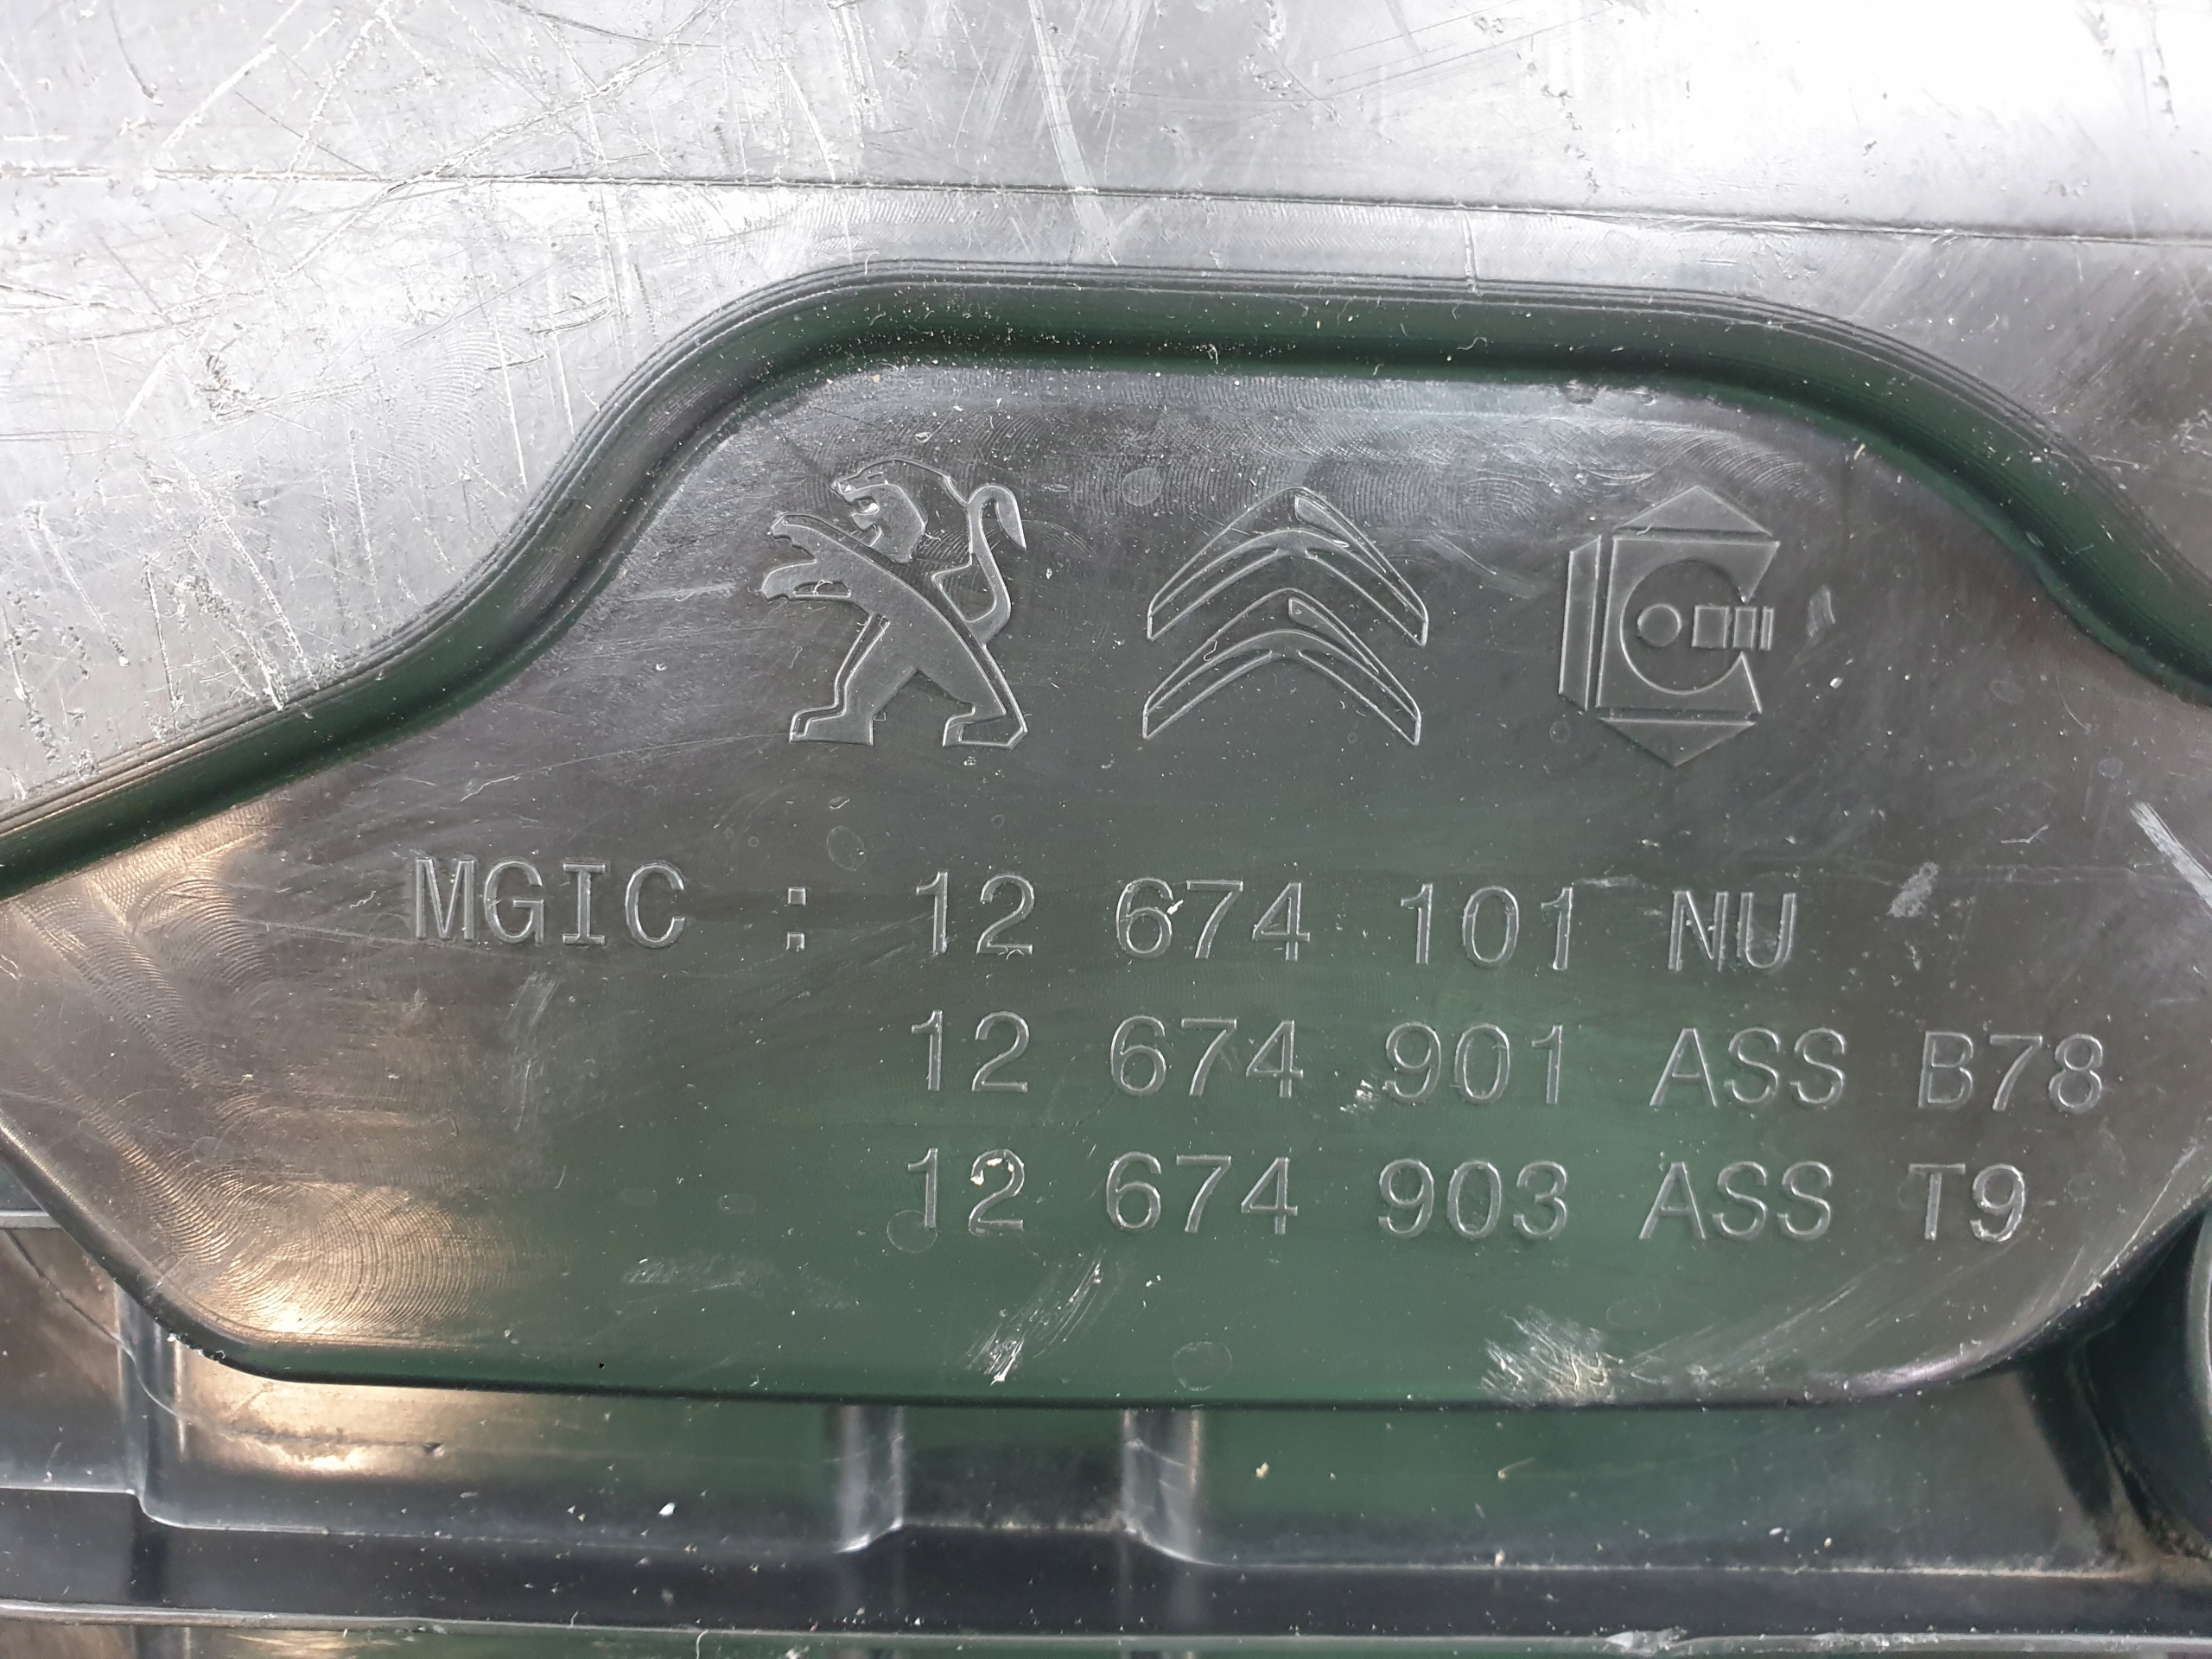 MGIC : 12 674 101 NU
12 674 901 ASS B78
12 674 903 ASS T9